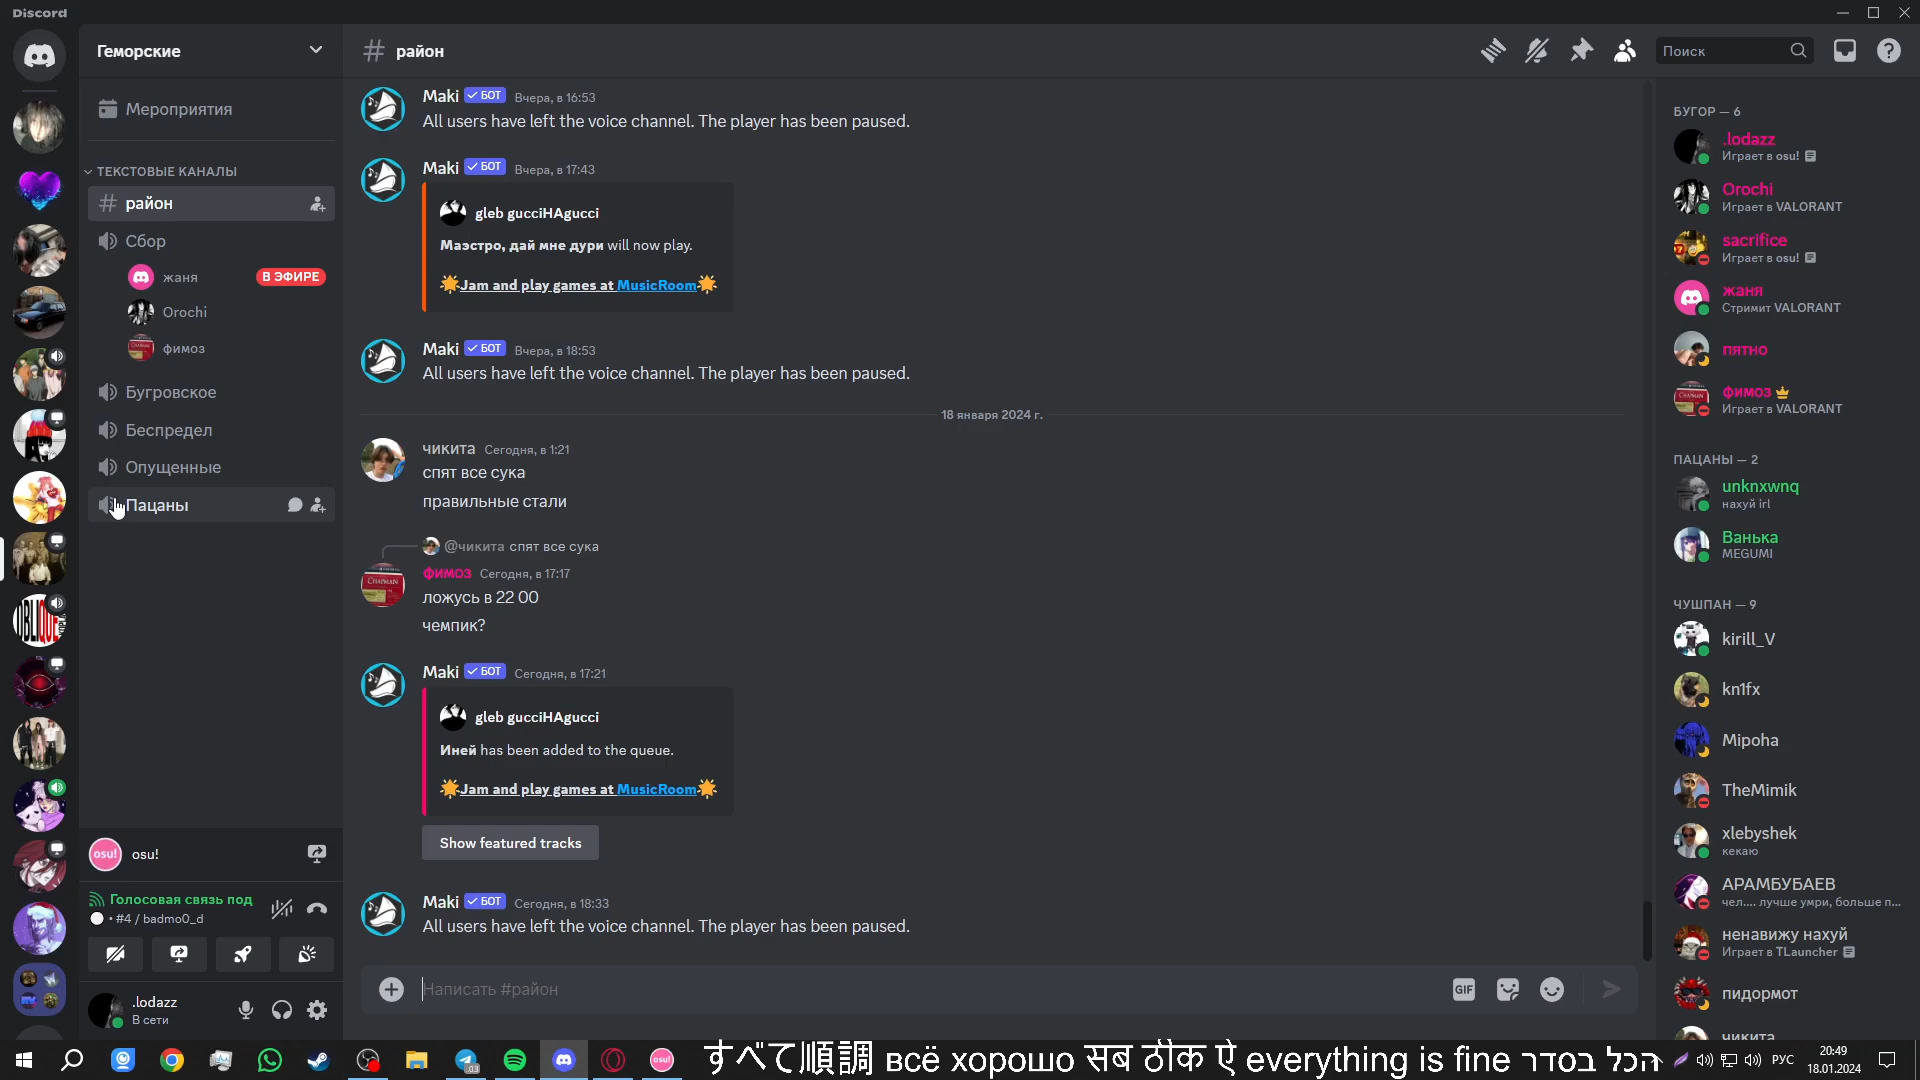 Discord
Геморские
район
Поиск
Мероприятия
ТЕКСТОВЫЕ КАНАЛЫ
район
Сбор
жаня
В ЭФИРЕ
Orochi
фимоз
Бугровское
Беспредел
Опущенные
Пацаны
osu!
Голосовая связь под
• #4 / badmo0_d
.lodazz
В сети
Maki БОТ Вчера, в 16:53
All users have left the voice channel. The player has been paused.
Maki БОТ Вчера, в 17:43
gleb gucciHAgucci
Маэстро, дай мне дури will now play.
Jam and play games at MusicRoom
Maki БОТ Вчера, в 18:53
All users have left the voice channel. The player has been paused.
18 января 2024 г.
чикита Сегодня, в 1:21
спят все сука
правильные стали
@чикита спят все сука
фимоз Сегодня, в 17:17
ложусь в 22 00
чемпик?
Maki БОТ Сегодня, в 17:21
gleb gucciHAgucci
Иней has been added to the queue.
Jam and play games at MusicRoom
Show featured tracks
Maki БОТ Сегодня, в 18:33
All users have left the voice channel. The player has been paused.
Написать #район
GIF
БУГОР — 6
.lodazz
Играет в osu!
Orochi
Играет в VALORANT
sacrifice
Играет в osu!
жаня
Стримит VALORANT
пятно
фимоз
Играет в VALORANT
ПАЦАНЫ — 2
unknxwnq
нахуй irl
Ванька
MEGUMI
ЧУШПАН — 9
kirill_V
kn1fx
Mipoha
TheMimik
xlebyshek
кекаю
АРАМБУБАЕВ
чел.... лучше умри, больше п...
ненавижу нахуй
Играет в TLauncher
пидормот
чикита
すべて順調 всё хорошо सब ठीक ऐ everything is fine הכל בסדר
РУС
20:49
18.01.2024